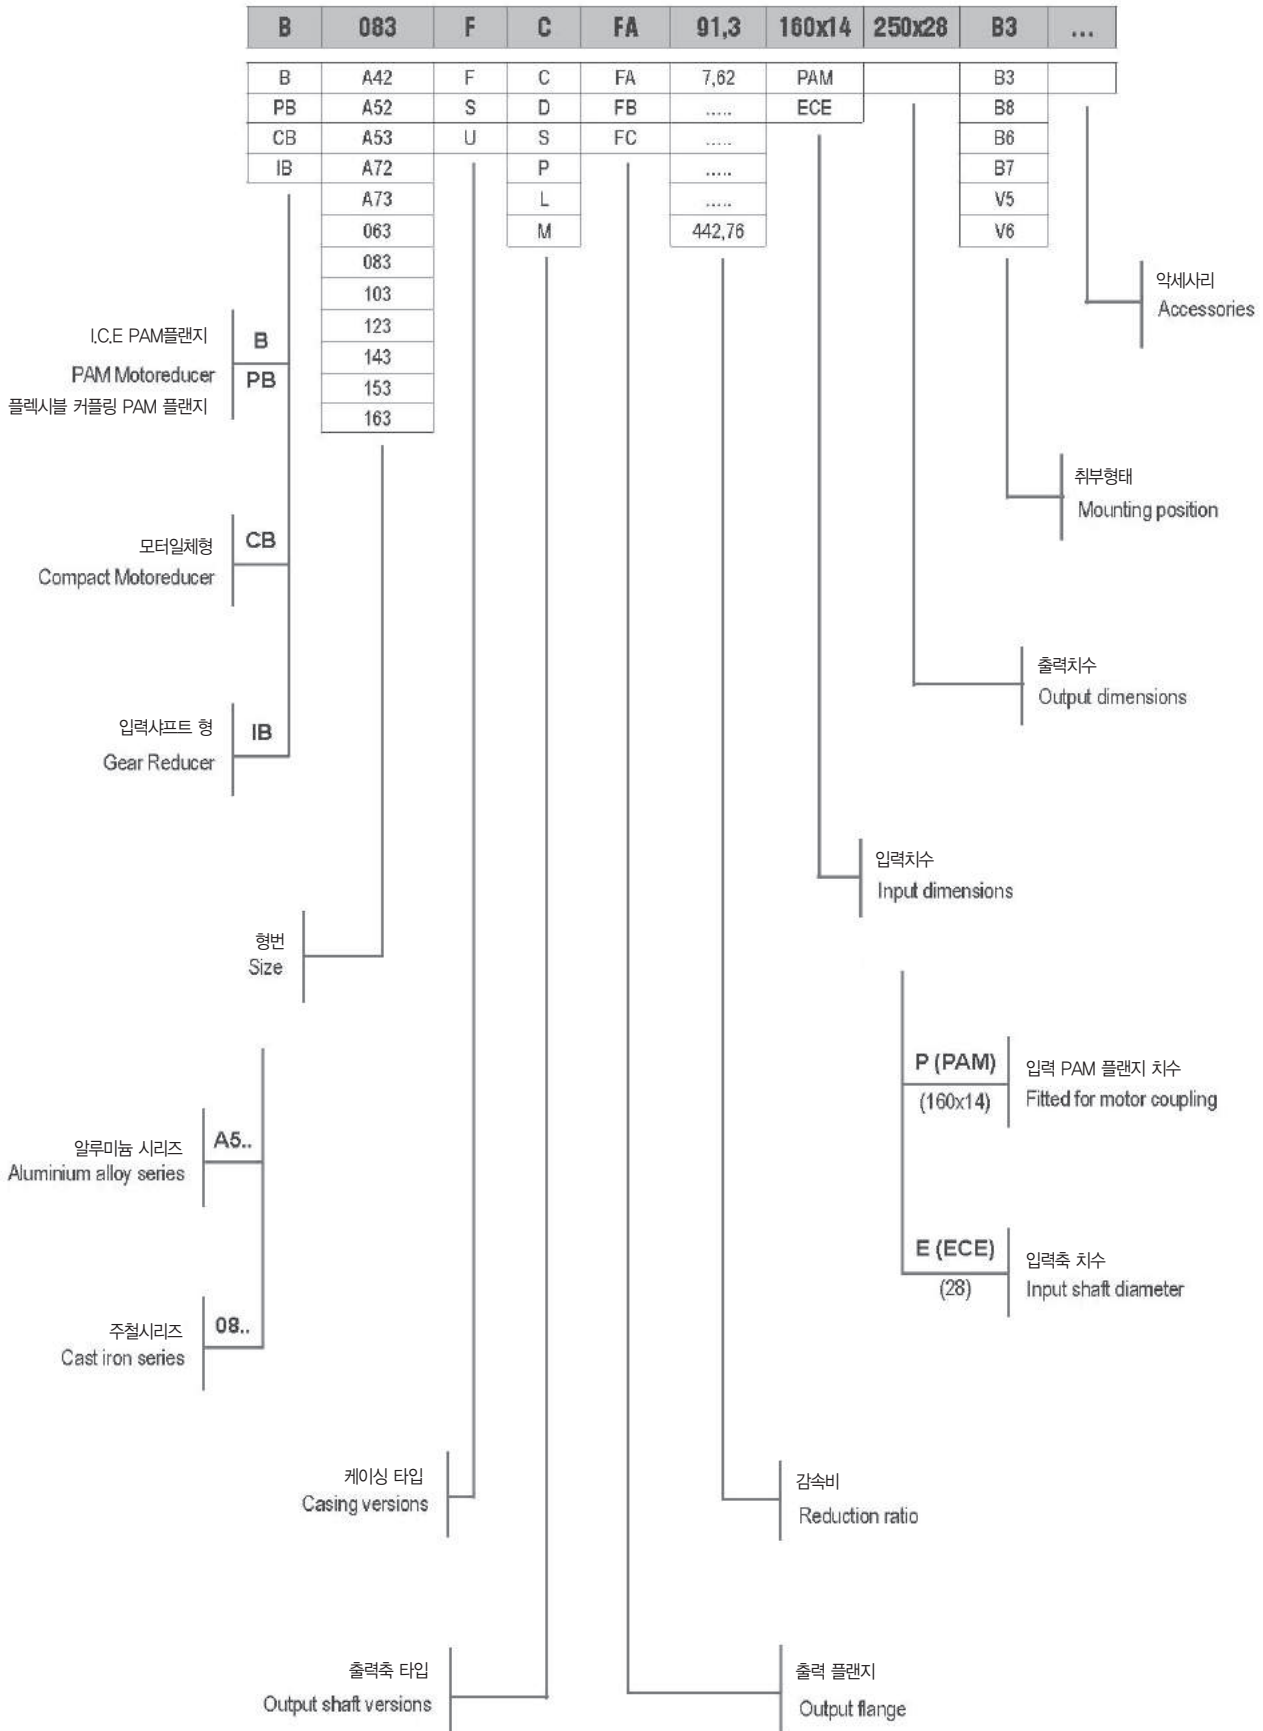 B 083 F C FA 91,3 160x14 250x28 B3 ...
B A42 F C FA 7,62 PAM B3
PB A52 S D FB ..... ECE B8
CB A53 U S FC ..... B6
IB A72 P ..... B7
A73 L ..... V5
063 M 442,76 V6
083
103
123
143
153
163
악세사리
Accessories
I.C.E PAM플랜지
B
PAM Motoreducer
PB
플렉시블 커플링 PAM 플랜지
취부형태
Mounting position
모터일체형
CB
Compact Motoreducer
출력치수
Output dimensions
입력샤프트 형
IB
Gear Reducer
입력치수
Input dimensions
형번
Size
P (PAM)
(160x14)
입력 PAM 플랜지 치수
Fitted for motor coupling
알루미늄 시리즈
A5..
Aluminium alloy series
E (ECE)
(28)
입력축 치수
Input shaft diameter
주철시리즈
08..
Cast iron series
케이싱 타입
Casing versions
감속비
Reduction ratio
출력축 타입
Output shaft versions
출력 플랜지
Output flange